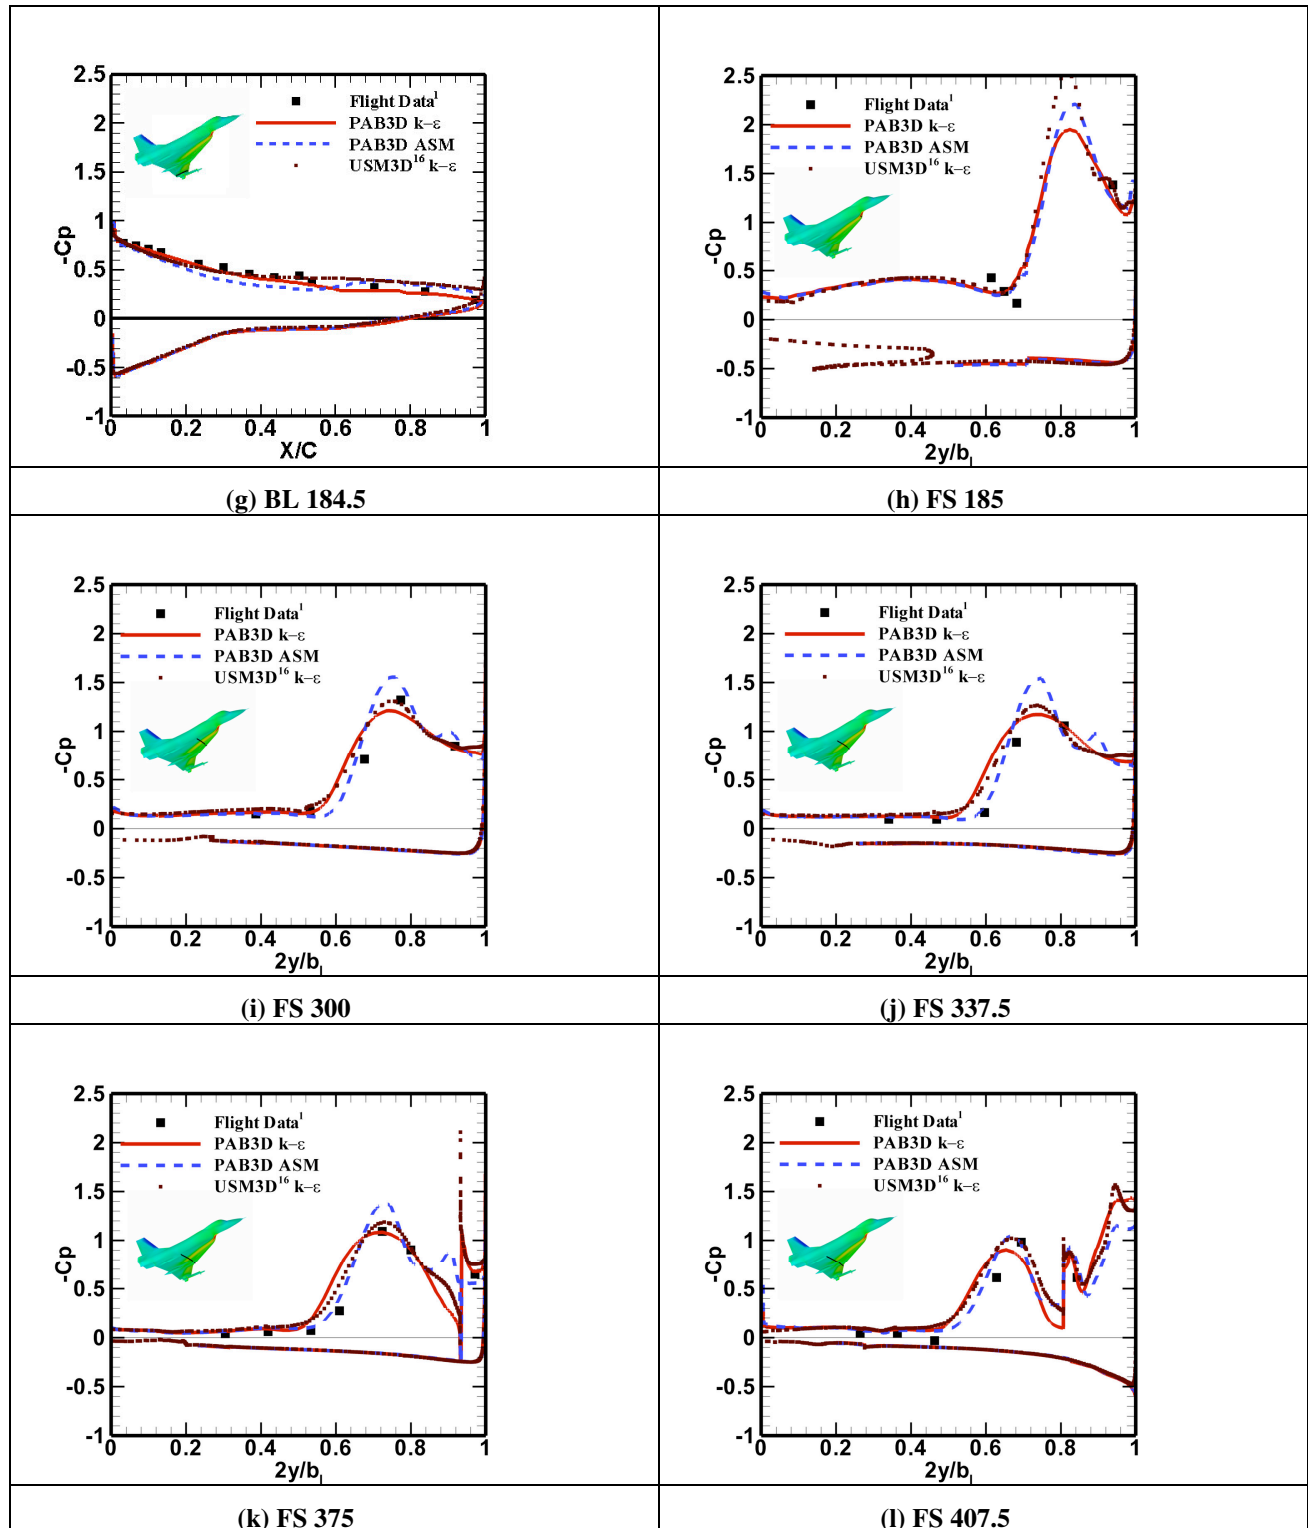 2.5
2
1.5
1
0.5
0
-0.5
-1
-Cp
Flight Data1
PAB3D k–ε
PAB3D ASM
USM3D16 k–ε
0 0.2 0.4 0.6 0.8 1
X/C
(g) BL 184.5
2.5
2
1.5
1
0.5
0
-0.5
-1
-Cp
Flight Data1
PAB3D k–ε
PAB3D ASM
USM3D16 k–ε
0 0.2 0.4 0.6 0.8 1
2y/bl
(h) FS 185
2.5
2
1.5
1
0.5
0
-0.5
-1
-Cp
Flight Data1
PAB3D k–ε
PAB3D ASM
USM3D16 k–ε
0 0.2 0.4 0.6 0.8 1
2y/bl
(i) FS 300
2.5
2
1.5
1
0.5
0
-0.5
-1
-Cp
Flight Data1
PAB3D k–ε
PAB3D ASM
USM3D16 k–ε
0 0.2 0.4 0.6 0.8 1
2y/bl
(j) FS 337.5
2.5
2
1.5
1
0.5
0
-0.5
-1
-Cp
Flight Data1
PAB3D k–ε
PAB3D ASM
USM3D16 k–ε
0 0.2 0.4 0.6 0.8 1
2y/bl
(k) FS 375
2.5
2
1.5
1
0.5
0
-0.5
-1
-Cp
Flight Data1
PAB3D k–ε
PAB3D ASM
USM3D16 k–ε
0 0.2 0.4 0.6 0.8 1
2y/bl
(l) FS 407.5